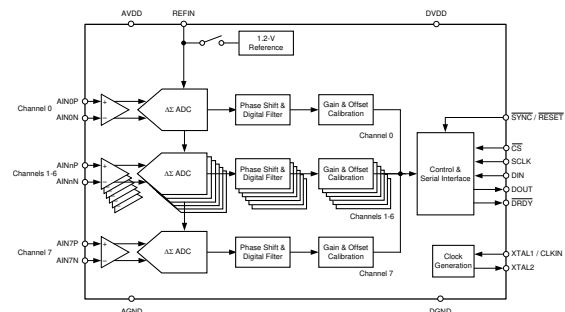 AVDD
REFIN
DVDD
1.2-V
Reference
Channel 0
AIN0P
AIN0N
+
−
ΔΣ ADC
Phase Shift &
Digital Filter
Gain & Offset
Calibration
Channel 0
SYNC / RESET
Channels 1-6
AINnP
AINnN
+
−
ΔΣ ADC
Phase Shift &
Digital Filter
Gain & Offset
Calibration
Channels 1-6
Control &
Serial Interface
CS
SCLK
DIN
DOUT
DRDY
Channel 7
AIN7P
AIN7N
+
−
ΔΣ ADC
Phase Shift &
Digital Filter
Gain & Offset
Calibration
Channel 7
Clock
Generation
XTAL1 / CLKIN
XTAL2
AGND
DGND